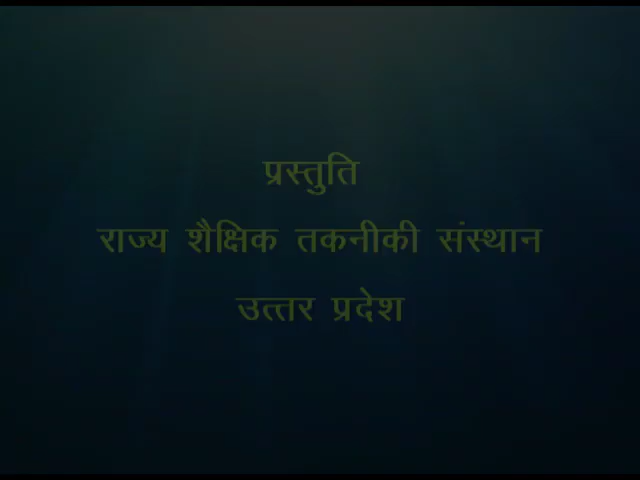 प्रस्तुति
राज्य शैक्षिक तकनीकी संस्थान
उत्तर प्रदेश